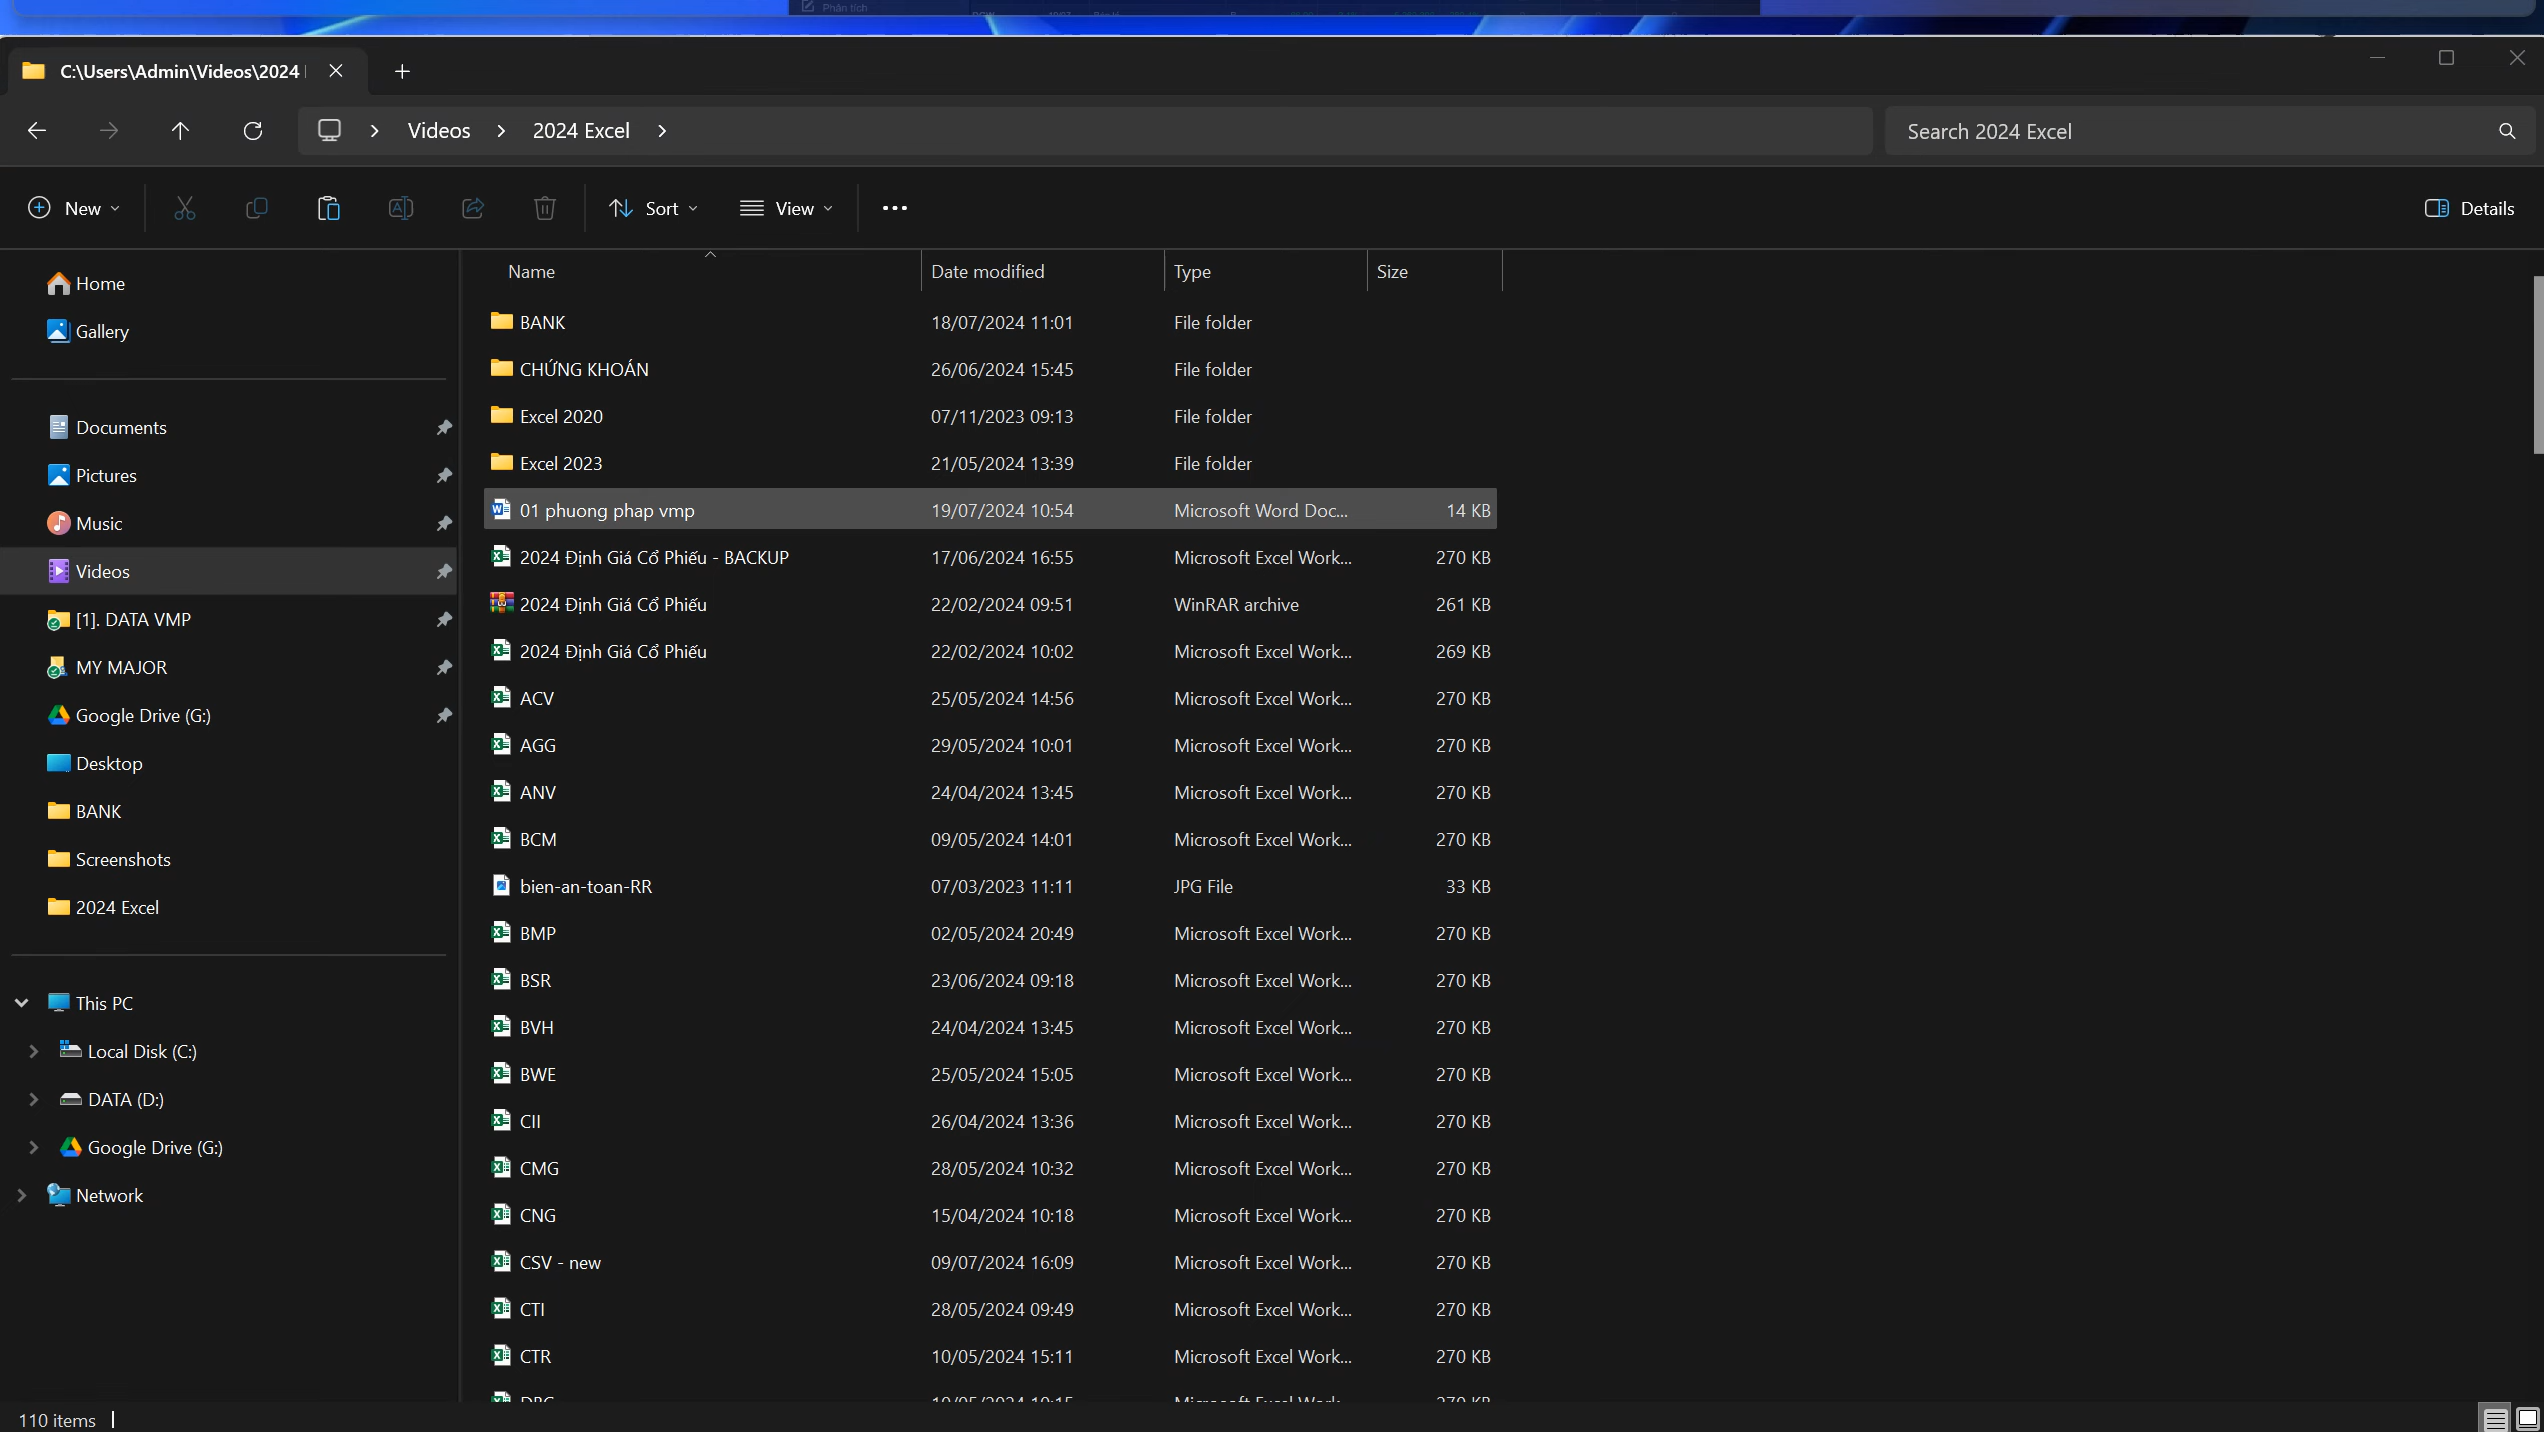 Phân tích
C:\Users\Admin\Videos\2024
Videos > 2024 Excel >
Search 2024 Excel
New
Sort
View
Details
Home
Gallery
Documents
Pictures
Music
Videos
[1]. DATA VMP
MY MAJOR
Google Drive (G:)
Desktop
BANK
Screenshots
2024 Excel
This PC
Local Disk (C:)
DATA (D:)
Google Drive (G:)
Network
Name Date modified Type Size
BANK 18/07/2024 11:01 File folder
CHỨNG KHOÁN 26/06/2024 15:45 File folder
Excel 2020 07/11/2023 09:13 File folder
Excel 2023 21/05/2024 13:39 File folder
01 phuong phap vmp 19/07/2024 10:54 Microsoft Word Doc... 14 KB
2024 Định Giá Cổ Phiếu - BACKUP 17/06/2024 16:55 Microsoft Excel Work... 270 KB
2024 Định Giá Cổ Phiếu 22/02/2024 09:51 WinRAR archive 261 KB
2024 Định Giá Cổ Phiếu 22/02/2024 10:02 Microsoft Excel Work... 269 KB
ACV 25/05/2024 14:56 Microsoft Excel Work... 270 KB
AGG 29/05/2024 10:01 Microsoft Excel Work... 270 KB
ANV 24/04/2024 13:45 Microsoft Excel Work... 270 KB
BCM 09/05/2024 14:01 Microsoft Excel Work... 270 KB
bien-an-toan-RR 07/03/2023 11:11 JPG File 33 KB
BMP 02/05/2024 20:49 Microsoft Excel Work... 270 KB
BSR 23/06/2024 09:18 Microsoft Excel Work... 270 KB
BVH 24/04/2024 13:45 Microsoft Excel Work... 270 KB
BWE 25/05/2024 15:05 Microsoft Excel Work... 270 KB
CII 26/04/2024 13:36 Microsoft Excel Work... 270 KB
CMG 28/05/2024 10:32 Microsoft Excel Work... 270 KB
CNG 15/04/2024 10:18 Microsoft Excel Work... 270 KB
CSV - new 09/07/2024 16:09 Microsoft Excel Work... 270 KB
CTI 28/05/2024 09:49 Microsoft Excel Work... 270 KB
CTR 10/05/2024 15:11 Microsoft Excel Work... 270 KB
110 items